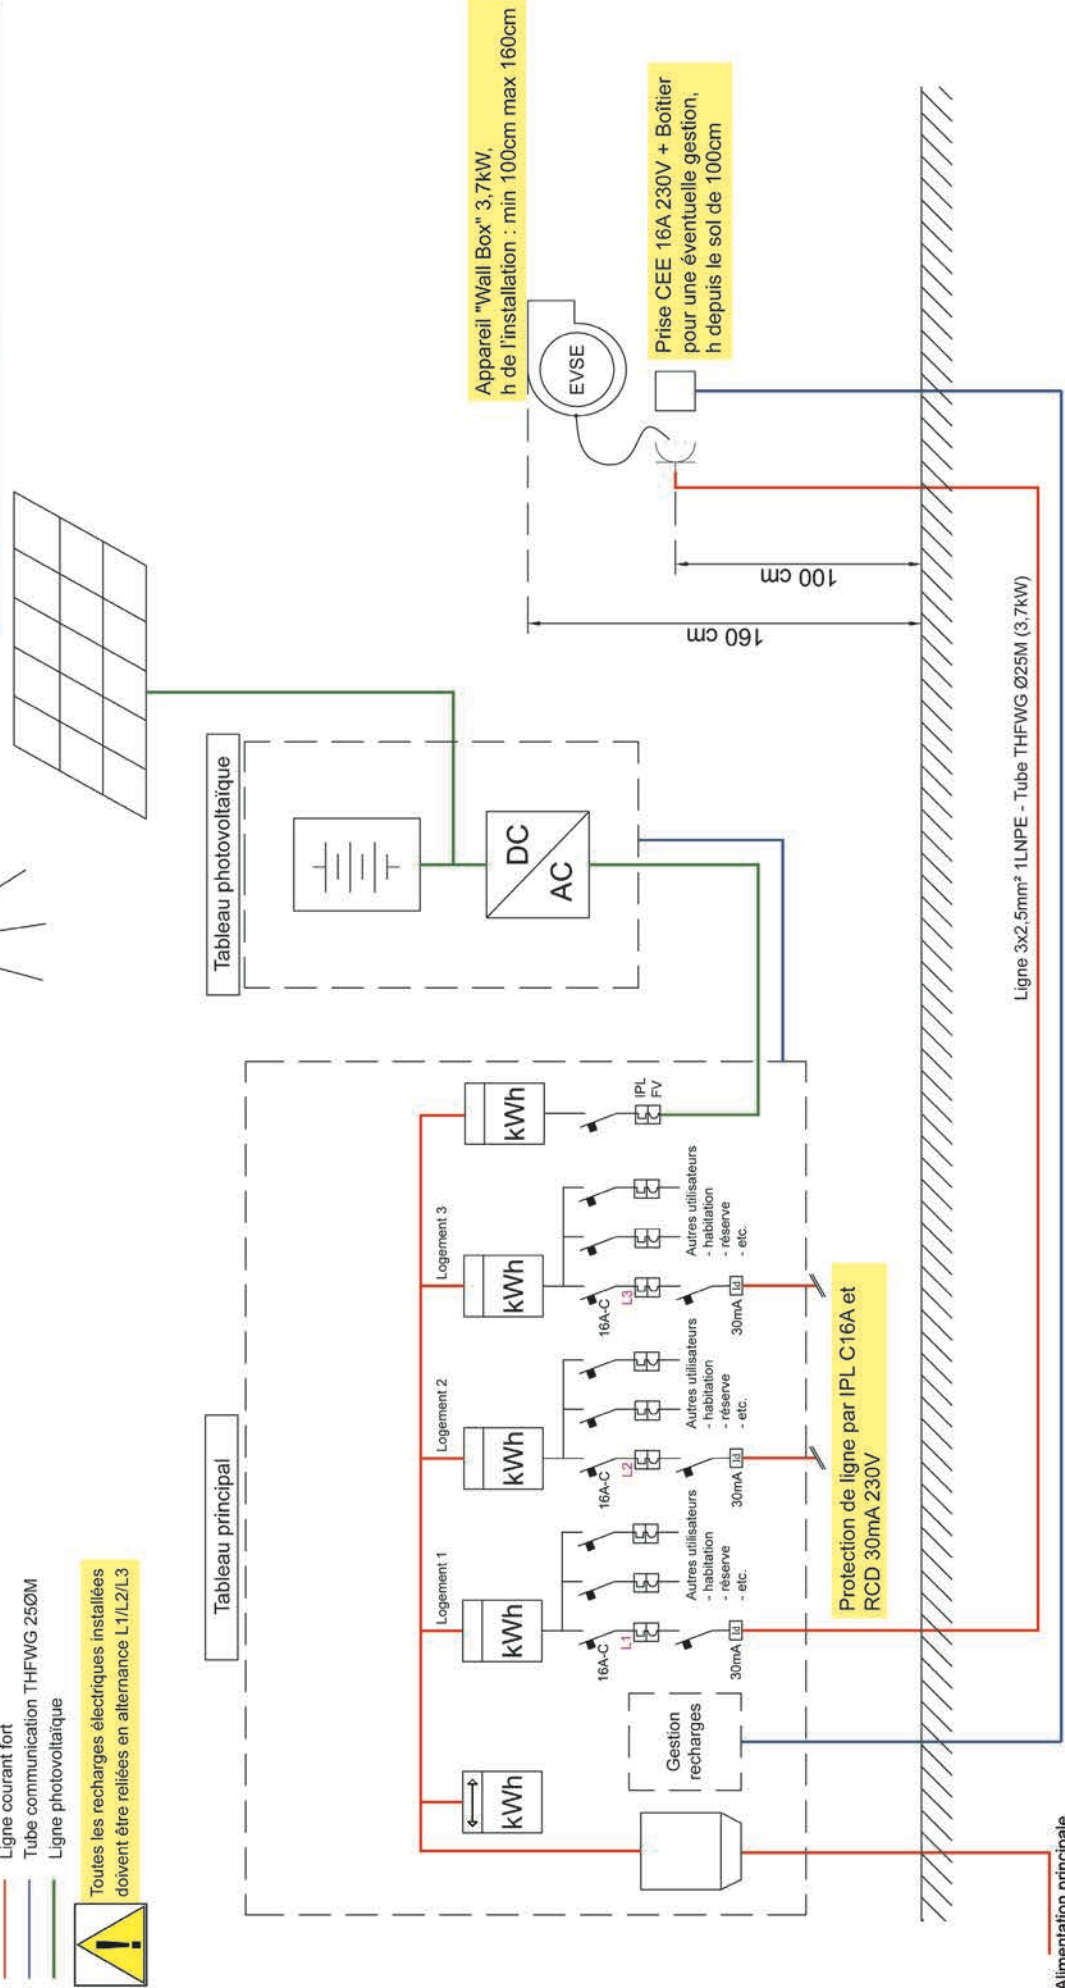 Ligne courant fort
Tube communication THFWG 25ØM
Ligne photovoltaïque
Toutes les recharges électriques installées
doivent être reliées en alternance L1/L2/L3
Tableau principal
kWh
Logement 1
kWh
Logement 2
kWh
Logement 3
kWh
kWh
Gestion
recharges
16A-C
L1
30mA
Id
Autres utilisateurs
- habitation
- réserve
- etc.
16A-C
L2
30mA
Id
Autres utilisateurs
- habitation
- réserve
- etc.
16A-C
L3
30mA
Id
Autres utilisateurs
- habitation
- réserve
- etc.
IPL
FV
Protection de ligne par IPL C16A et
RCD 30mA 230V
Tableau photovoltaïque
DC
AC
Appareil "Wall Box" 3,7kW,
h de l'installation : min 100cm max 160cm
EVSE
Prise CEE 16A 230V + Boîtier
pour une éventuelle gestion,
h depuis le sol de 100cm
160 cm
100 cm
Ligne 3x2,5mm² 1LNPE - Tube THFWG Ø25M (3,7kW)
Alimentation principale